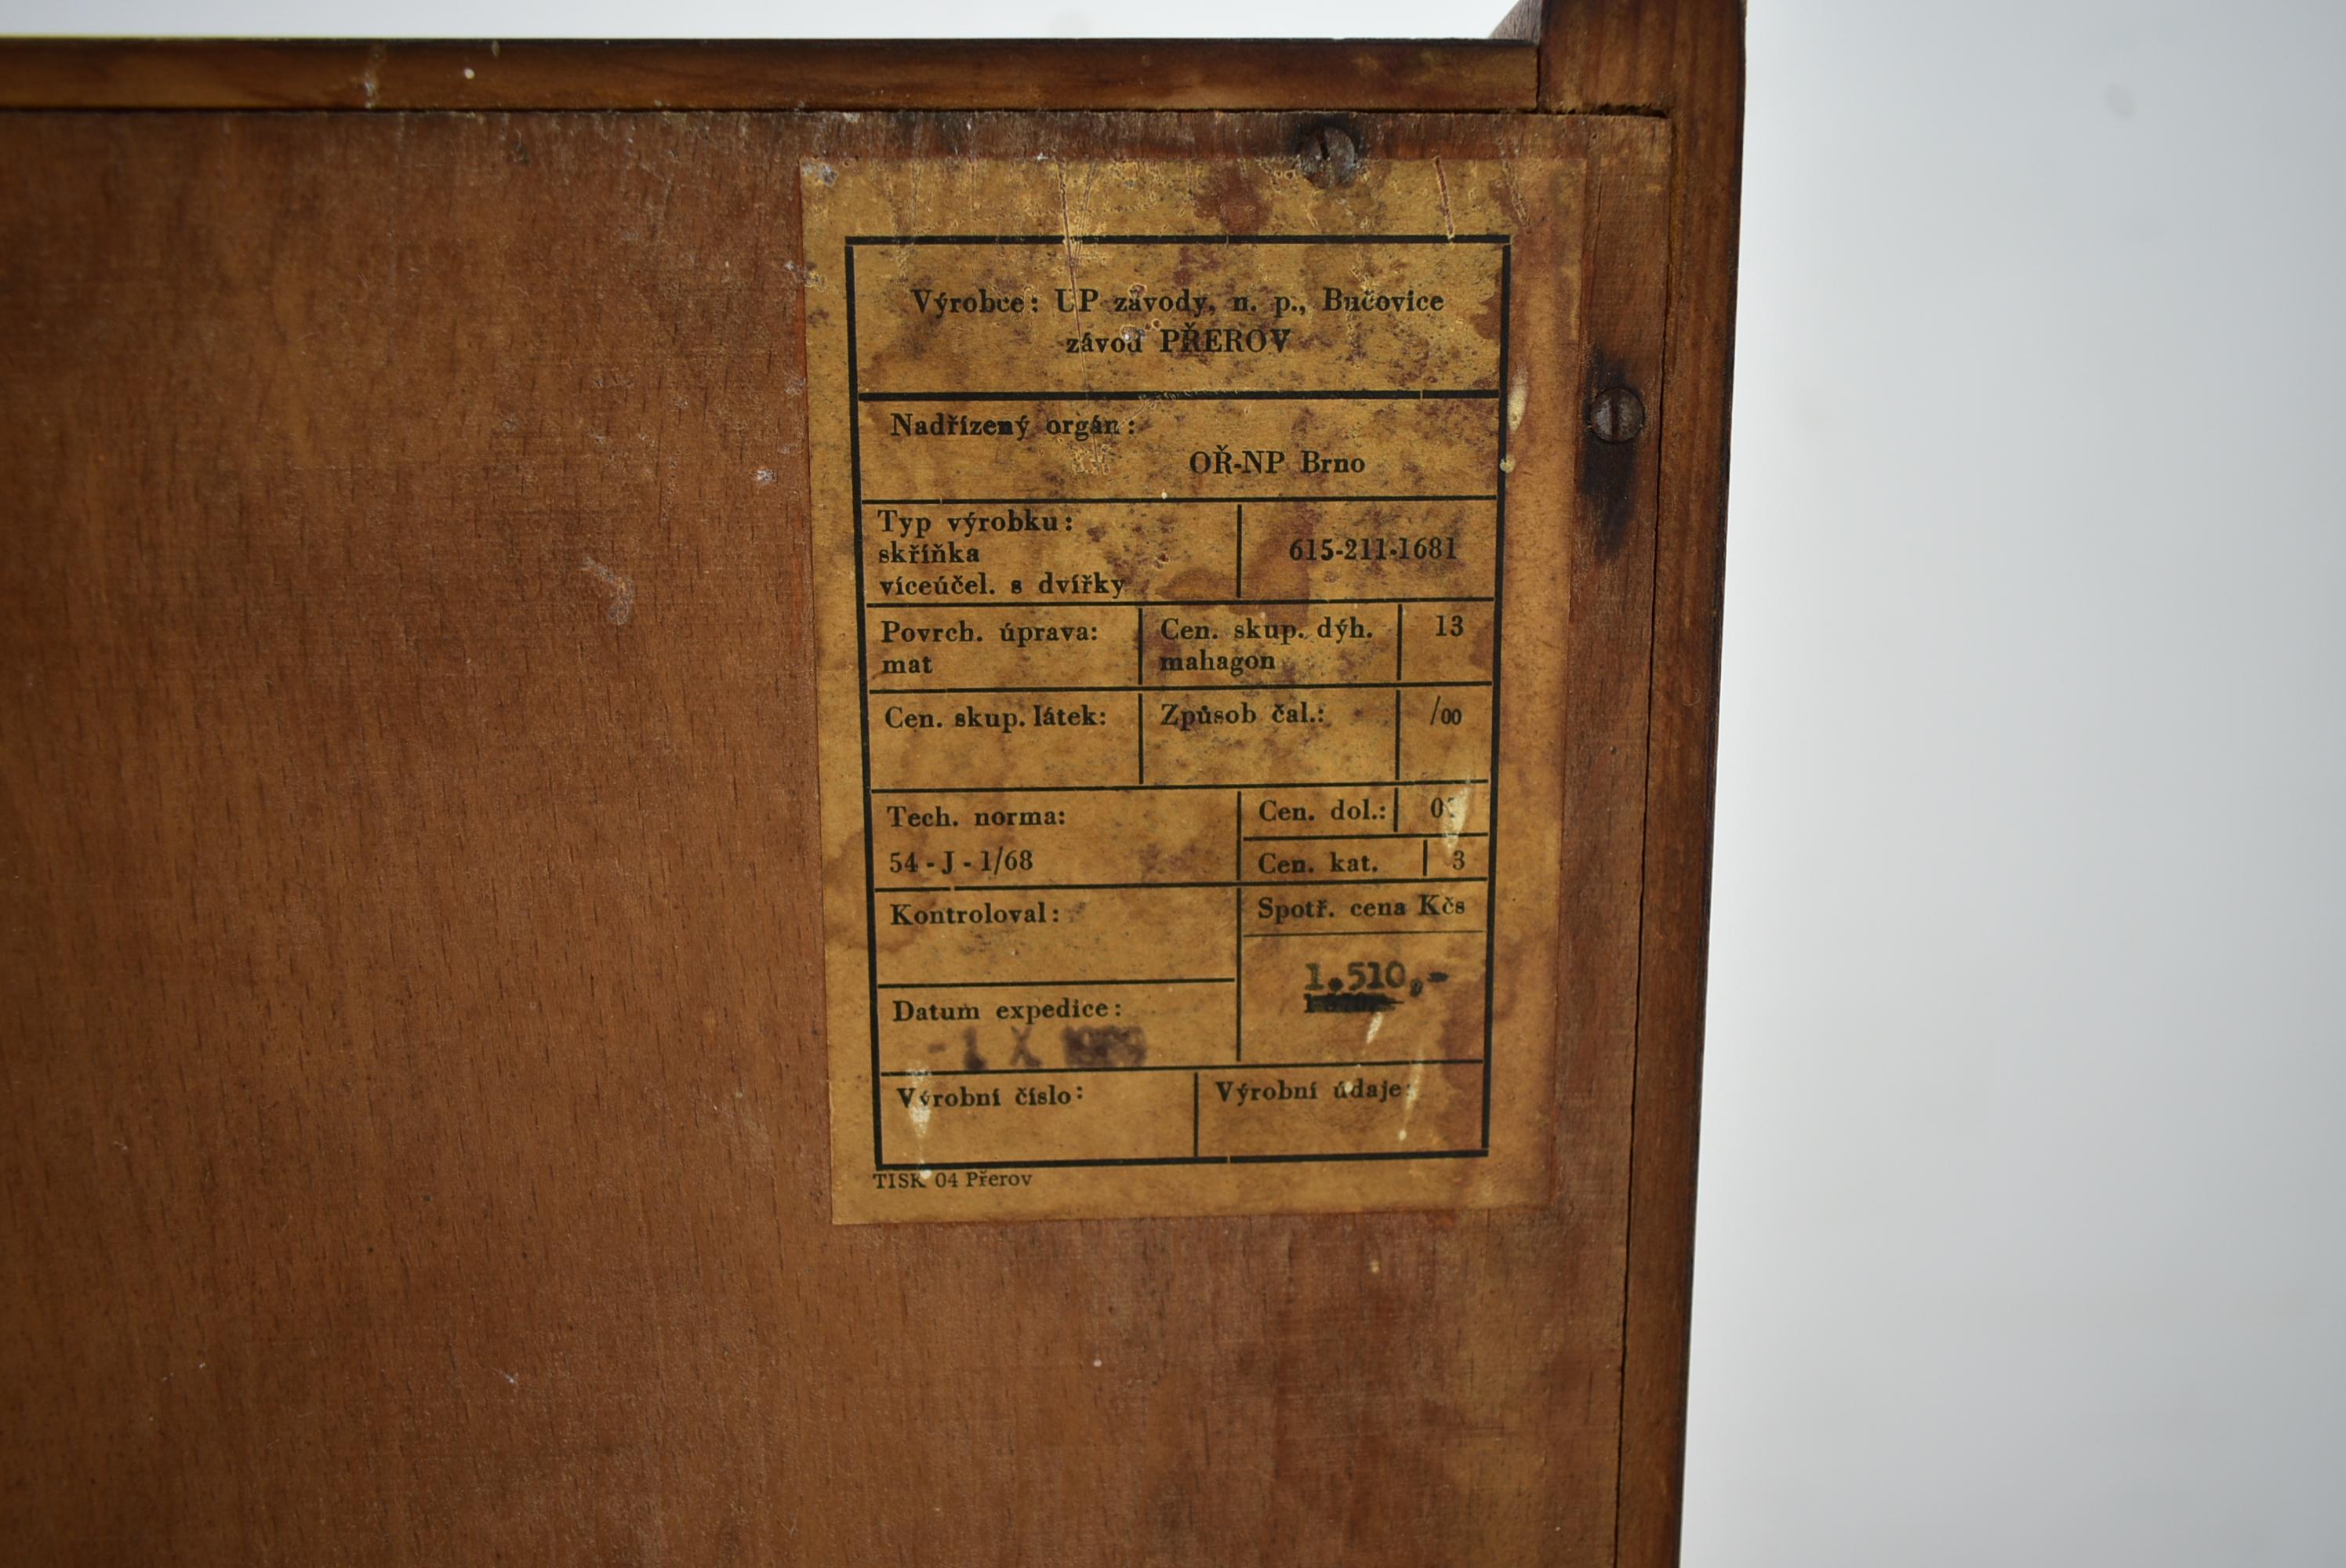 Výrobce: UP závody, n. p., Bučovice
závod PŘEROV
Nadřízený orgán:
OŘ-NP Brno
Typ výrobku:
skříňka
víceúčel. s dvířky
615-211-1681
Povrch. úprava:
mat
Cen. skup. dýh.
mahagon
13
Cen. skup. látek:
Způsob čal.:
/00
Tech. norma:
54 - J - 1/68
Cen. dol.:
Cen. kat.
3
Kontroloval:
Spotř. cena Kčs
1.510,-
Datum expedice:
- 1 X
Výrobní číslo:
Výrobní údaje:
TISK 04 Přerov